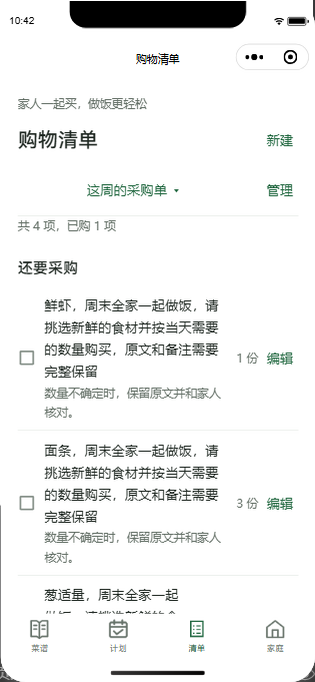 10:42
购物清单
家人一起买，做饭更轻松
购物清单
新建
这周的采购单
管理
共 4 项，已购 1 项
还要采购
鲜虾，周末全家一起做饭，请
挑选新鲜的食材并按当天需要
的数量购买，原文和备注需要
完整保留
1 份 编辑
数量不确定时，保留原文并和家人
核对。
面条，周末全家一起做饭，请
挑选新鲜的食材并按当天需要
的数量购买，原文和备注需要
完整保留
3 份 编辑
数量不确定时，保留原文并和家人
核对。
葱适量，周末全家一起
菜谱
计划
清单
家庭